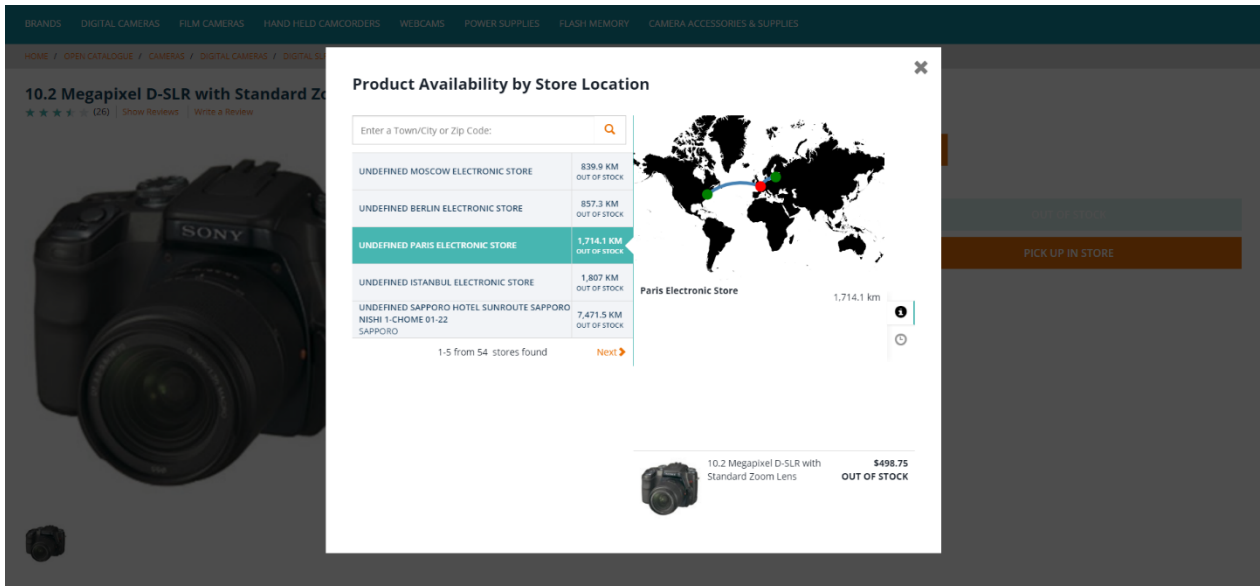 BRANDS DIGITAL CAMERAS FILM CAMERAS HAND HELD CAMCORDERS WEBCAMS POWER SUPPLIES FLASH MEMORY CAMERA ACCESSORIES & SUPPLIES
HOME / OPEN CATALOGUE / CAMERAS / DIGITAL CAMERAS / DIGITAL
10.2 Megapixel D-SLR with Standard
(26) Show Reviews Write a Review
SONY
Product Availability by Store Location
Enter a Town/City or Zip Code:
UNDEFINED MOSCOW ELECTRONIC STORE 839.9 KM
OUT OF STOCK
UNDEFINED BERLIN ELECTRONIC STORE 857.3 KM
OUT OF STOCK
UNDEFINED PARIS ELECTRONIC STORE 1,714.1 KM
OUT OF STOCK
UNDEFINED ISTANBUL ELECTRONIC STORE 1,807 KM
OUT OF STOCK
UNDEFINED SAPPORO HOTEL SUNROUTE SAPPORO
NISHI 1-CHOME 01-22 7,471.5 KM
SAPPORO OUT OF STOCK
1-5 from 54 stores found Next
Paris Electronic Store 1,714.1 km
10.2 Megapixel D-SLR with $498.75
Standard Zoom Lens OUT OF STOCK
PICK UP IN STORE